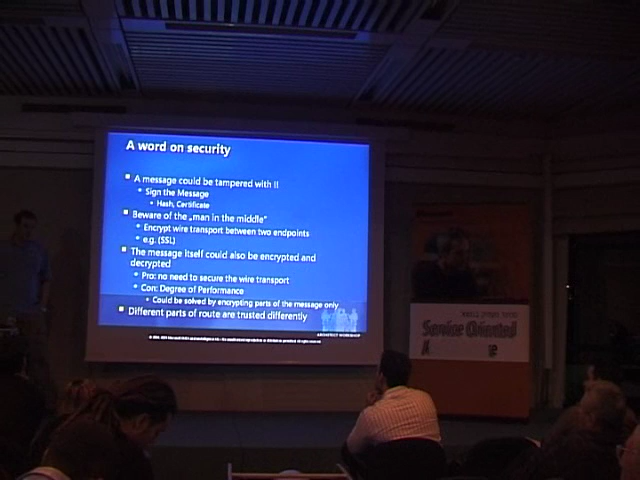 A word on security
A message could be tampered with !!
Sign the Message
Hash, Certificate
Beware of the „man in the middle"
Encrypt wire transport between two endpoints
e.g. (SSL)
The message itself could also be encrypted and
decrypted
Pro: no need to secure the wire transport
Con: Degree of Performance
Could be solved by encrypting parts of the message only
Different parts of route are trusted differently
ARCHITECT WORKSHOP
Service Oriented